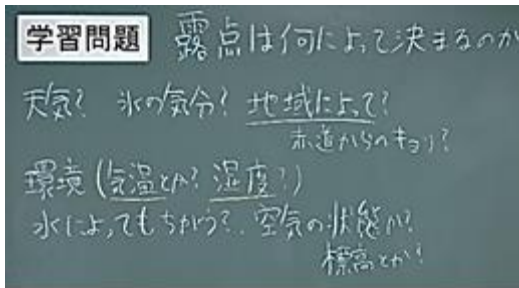 学習問題 露点は何によって決まるのか
天気? 氷の気分? 地域によって?
赤道からのキョリ?
環境(気温とか? 湿度?)
水によってもちがう? 空気の状態か?
標高とか?